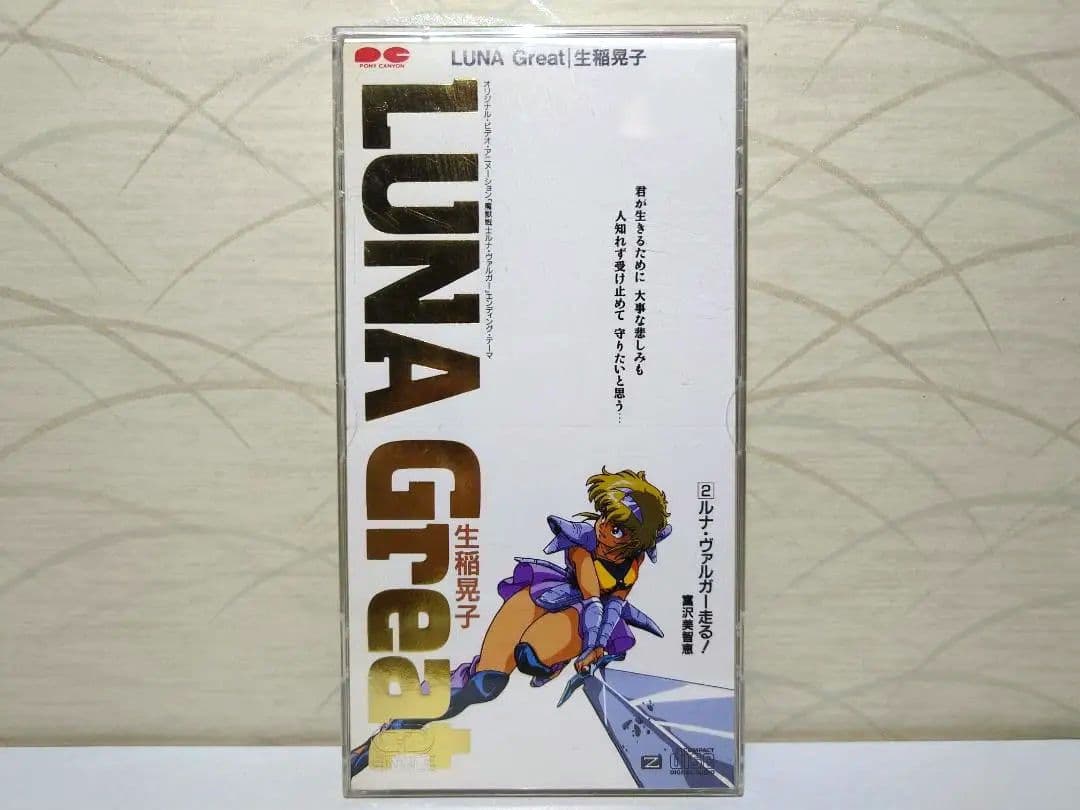 PONY CANYON
LUNA Great|生稲晃子
LUNA Great
オリジナル・ビデオ・アニメーション「魔獣戦士ルナ・ヴァルガー」エンディング・テーマ
生稲晃子
君が生きるために 大事な悲しみも
人知れず受け止めて 守りたいと思う…
2 ルナ・ヴァルガー走る!
富沢美智恵
CD
SINGLE
Z
COMPACT
disc
DIGITAL AUDIO